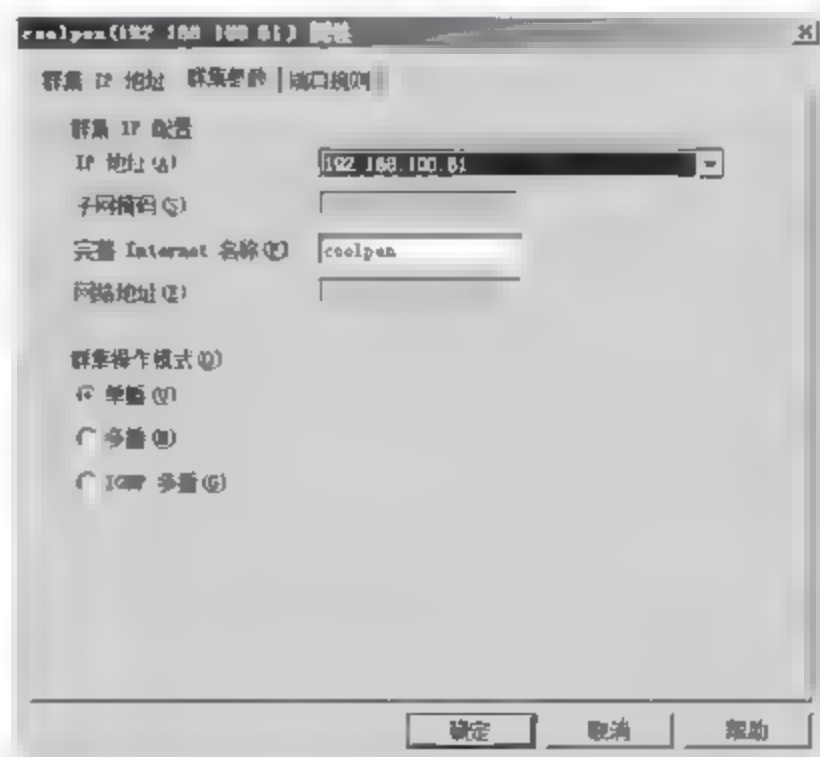 coolpen(192 168 100 61) 属性
群集 IP 地址 群集参数 端口规则
群集 IP 配置
IP 地址(A) 192.168.100.61
子网掩码(S)
完整 Internet 名称(F) coolpen
网络地址(E)
群集操作模式(O)
单播(U)
多播(M)
IGMP 多播(G)
确定 取消 帮助